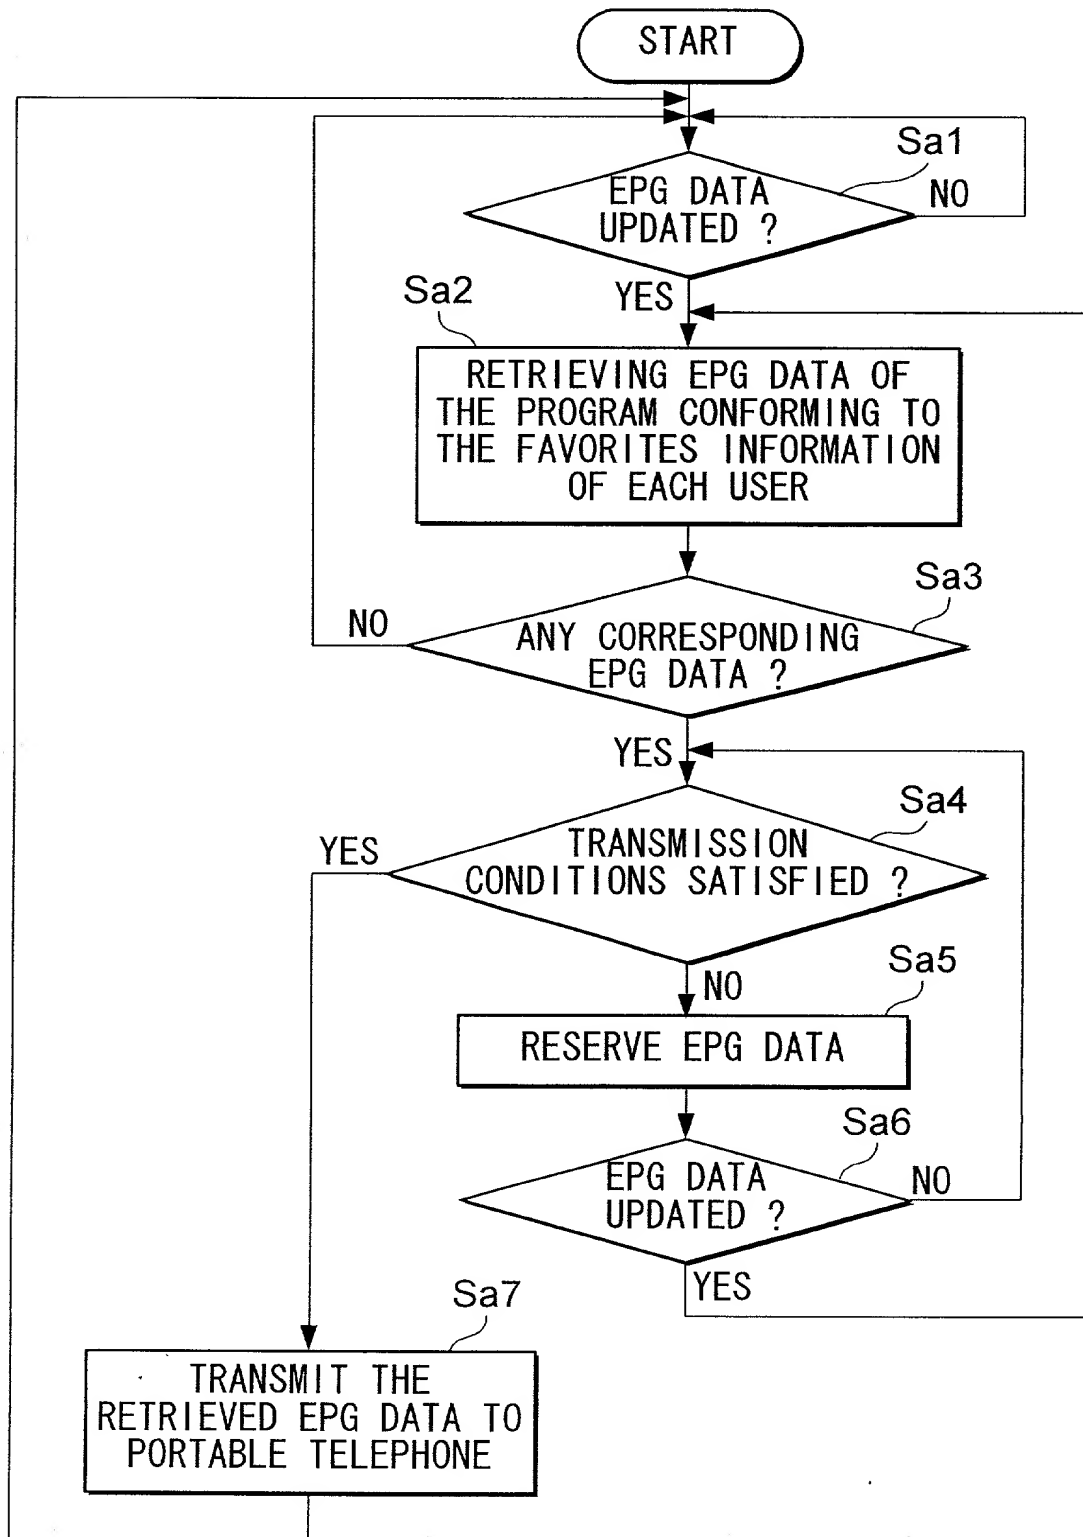 START
Sa1
EPG DATA
UPDATED ?
NO
YES
Sa2
RETRIEVING EPG DATA OF
THE PROGRAM CONFORMING TO
THE FAVORITES INFORMATION
OF EACH USER
Sa3
NO
ANY CORRESPONDING
EPG DATA ?
YES
Sa4
YES
TRANSMISSION
CONDITIONS SATISFIED ?
NO
Sa5
RESERVE EPG DATA
Sa6
EPG DATA
UPDATED ?
NO
YES
Sa7
TRANSMIT THE
RETRIEVED EPG DATA TO
PORTABLE TELEPHONE